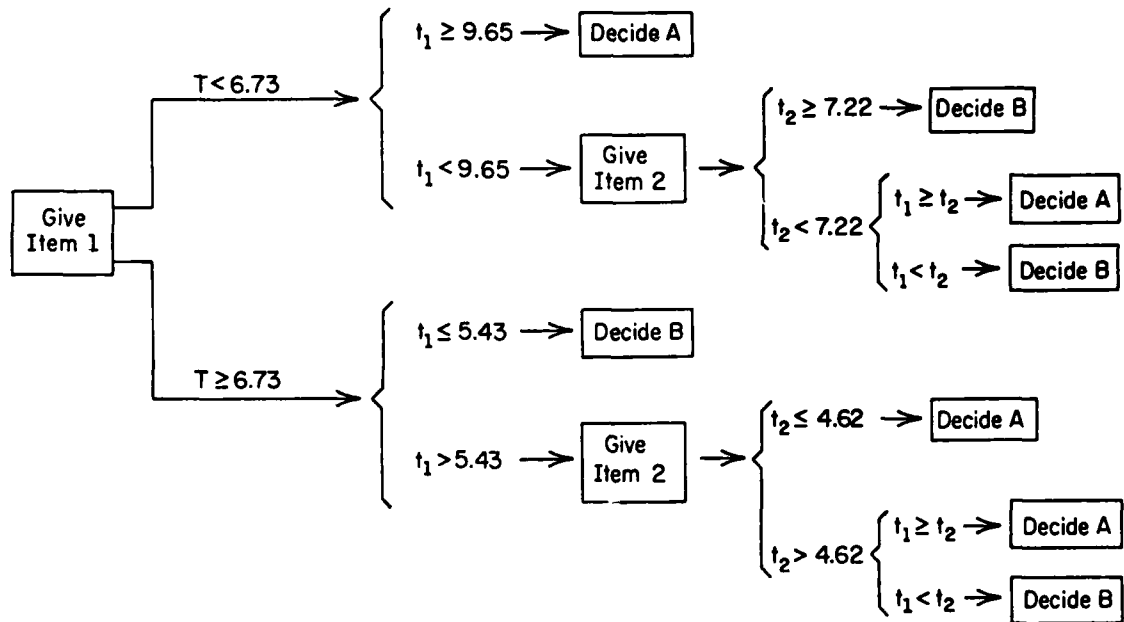 t₁ ≥ 9.65
Decide A
T < 6.73
t₂ ≥ 7.22
Decide B
t₁ < 9.65
Give
Item 2
t₁ ≥ t₂
Decide A
t₂ < 7.22
Give
Item 1
t₁ < t₂
Decide B
t₁ ≤ 5.43
Decide B
T ≥ 6.73
t₂ ≤ 4.62
Decide A
t₁ > 5.43
Give
Item 2
t₁ ≥ t₂
Decide A
t₂ > 4.62
t₁ < t₂
Decide B